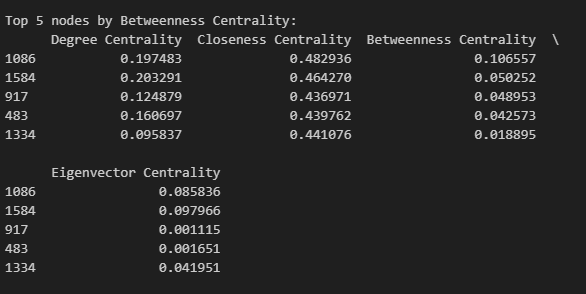 Top 5 nodes by Betweenness Centrality:
      Degree Centrality  Closeness Centrality  Betweenness Centrality  \
1086           0.197483              0.482936                0.106557
1584           0.203291              0.464270                0.050252
917            0.124879              0.436971                0.048953
483            0.160697              0.439762                0.042573
1334           0.095837              0.441076                0.018895

      Eigenvector Centrality
1086                0.085836
1584                0.097966
917                 0.001115
483                 0.001651
1334                0.041951